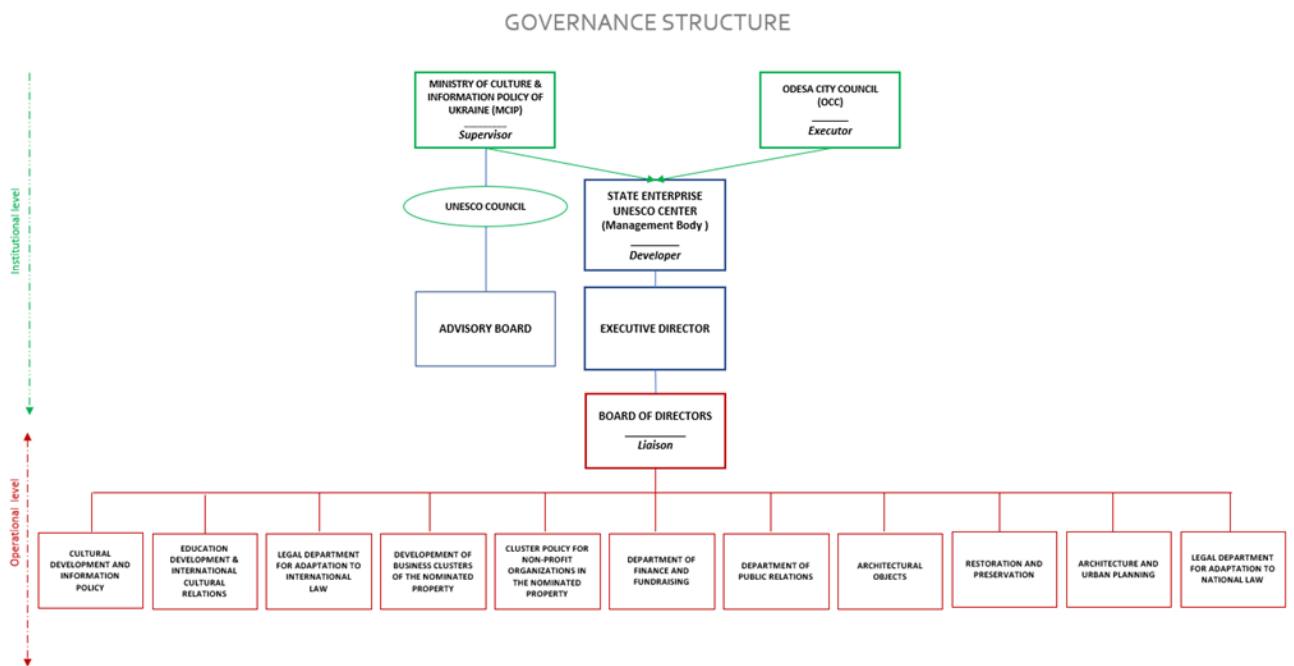 GOVERNANCE STRUCTURE
MINISTRY OF CULTURE &
INFORMATION POLICY OF
UKRAINE (MCIP)
Supervisor
ODESA CITY COUNCIL
(OCC)
Executor
Institutional level
UNESCO COUNCIL
STATE ENTERPRISE
UNESCO CENTER
(Management Body )
Developer
ADVISORY BOARD
EXECUTIVE DIRECTOR
BOARD OF DIRECTORS
Liaison
Operational level
CULTURAL
DEVELOPMENT AND
INFORMATION
POLICY
EDUCATION
DEVELOPMENT &
INTERNATIONAL
CULTURAL
RELATIONS
LEGAL DEPARTMENT
FOR ADAPTATION TO
INTERNATIONAL
LAW
DEVELOPEMENT OF
BUSINESS CLUSTERS
OF THE NOMINATED
PROPERTY
CLUSTER POLICY FOR
NON-PROFIT
ORGANIZATIONS IN
THE NOMINATED
PROPERTY
DEPARTMENT OF
FINANCE AND
FUNDRAISING
DEPARTMENT OF
PUBLIC RELATIONS
ARCHITECTURAL
OBJECTS
RESTORATION AND
PRESERVATION
ARCHITECTURE AND
URBAN PLANNING
LEGAL DEPARTMENT
FOR ADAPTATION TO
NATIONAL LAW